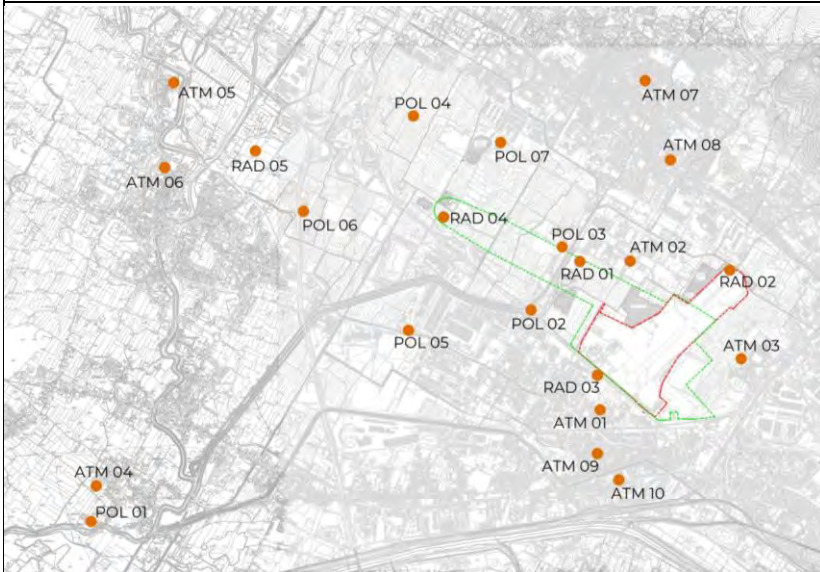 ATM 05
ATM 07
POL 04
RAD 05
POL 07
ATM 08
ATM 06
POL 06
RAD 04
POL 03
ATM 02
RAD 01
RAD 02
POL 02
POL 05
ATM 03
RAD 03
ATM 01
ATM 09
ATM 04
ATM 10
POL 01